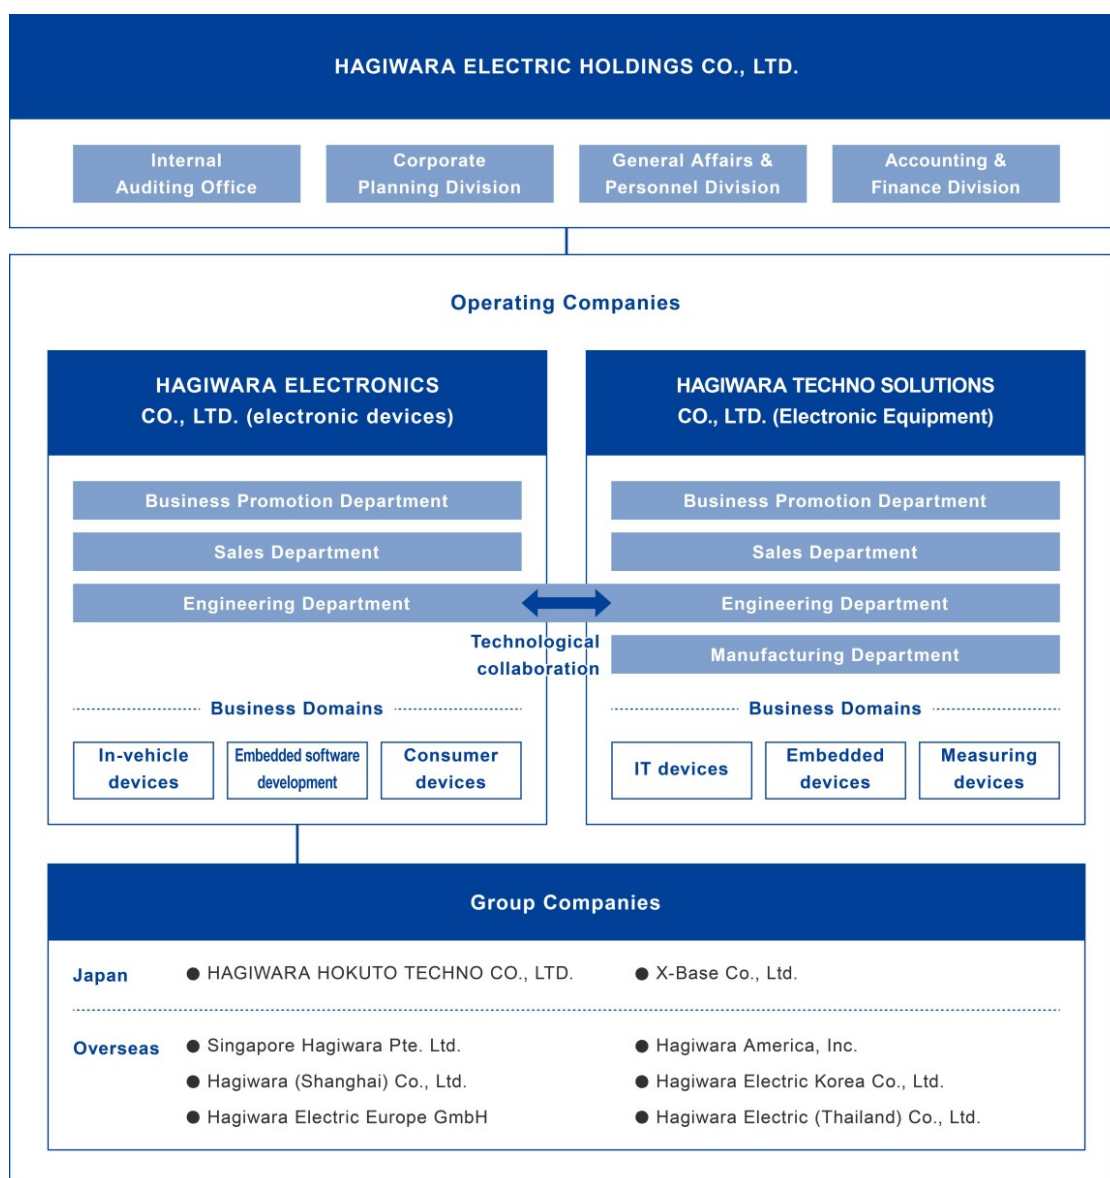 HAGIWARA ELECTRIC HOLDINGS CO., LTD.
Internal
Auditing Office
Corporate
Planning Division
General Affairs &
Personnel Division
Accounting &
Finance Division
Operating Companies
HAGIWARA ELECTRONICS
CO., LTD. (electronic devices)
Business Promotion Department
Sales Department
Engineering Department
Technological
collaboration
Business Domains
In-vehicle
devices
Embedded software
development
Consumer
devices
HAGIWARA TECHNO SOLUTIONS
CO., LTD. (Electronic Equipment)
Business Promotion Department
Sales Department
Engineering Department
Manufacturing Department
Business Domains
IT devices
Embedded
devices
Measuring
devices
Group Companies
Japan
● HAGIWARA HOKUTO TECHNO CO., LTD.
● X-Base Co., Ltd.
Overseas
● Singapore Hagiwara Pte. Ltd.
● Hagiwara America, Inc.
● Hagiwara (Shanghai) Co., Ltd.
● Hagiwara Electric Korea Co., Ltd.
● Hagiwara Electric Europe GmbH
● Hagiwara Electric (Thailand) Co., Ltd.